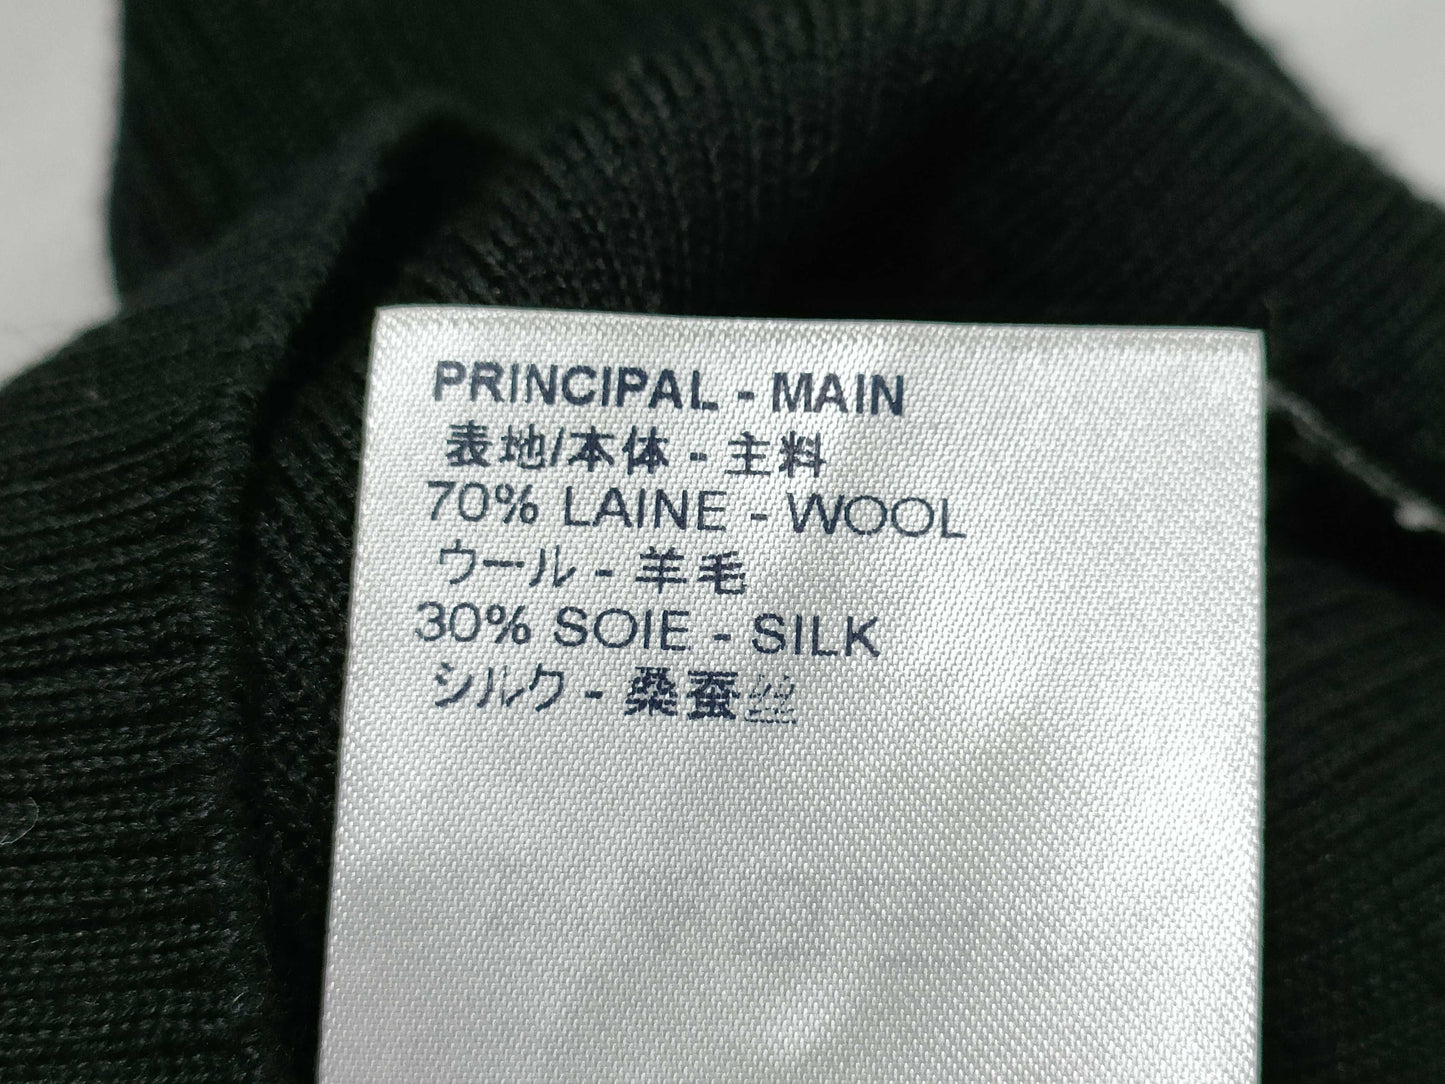 PRINCIPAL - MAIN
表地/本体 - 主料
70% LAINE - WOOL
ウール - 羊毛
30% SOIE - SILK
シルク - 桑蚕丝